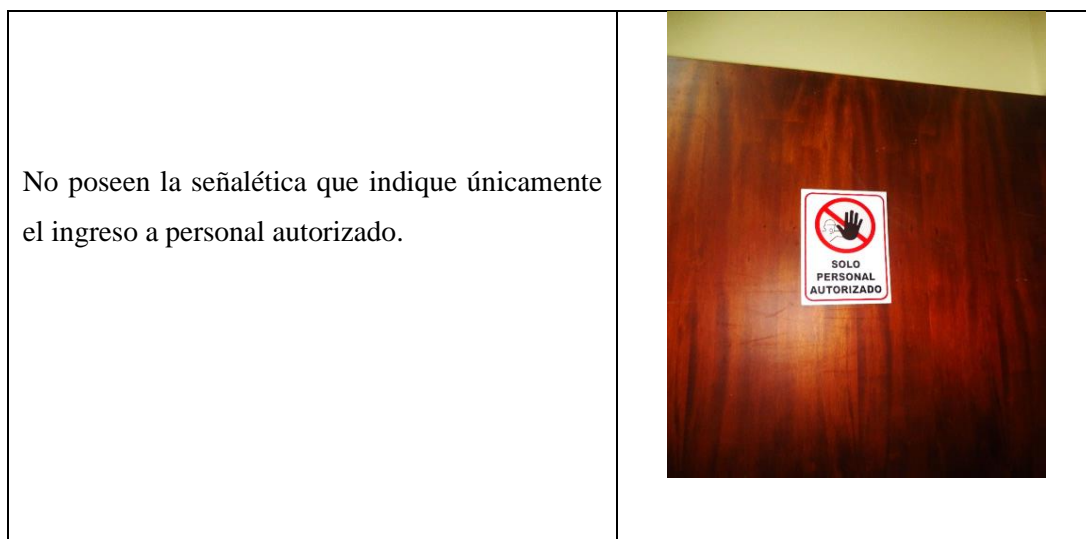 No poseen la señalética que indique únicamente
el ingreso a personal autorizado.
SOLO
PERSONAL
AUTORIZADO